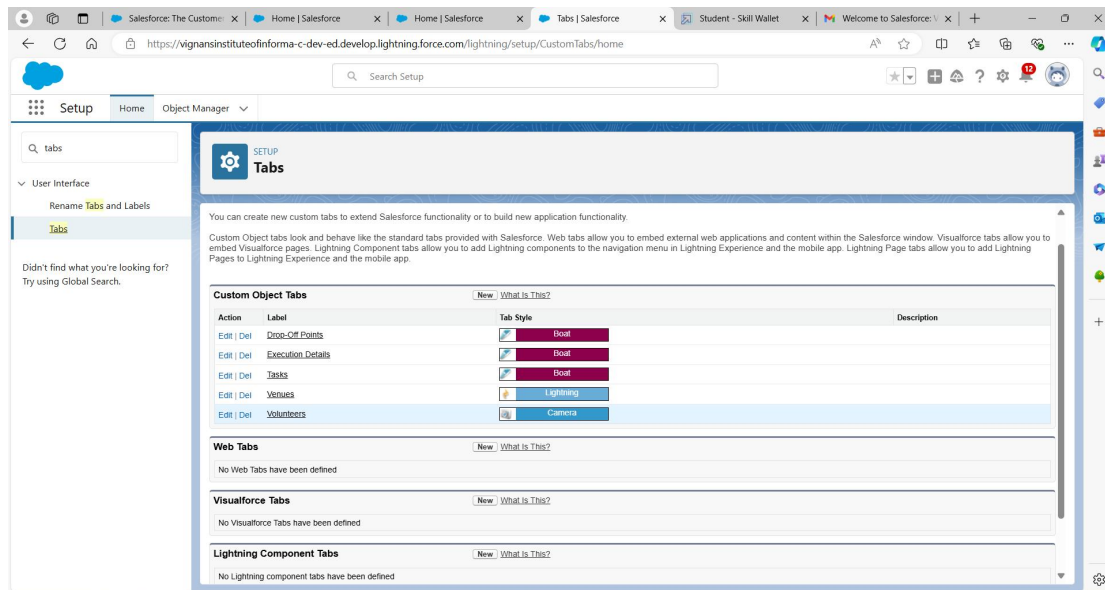 Salesforce: The Customer
Home | Salesforce
Home | Salesforce
Tabs | Salesforce
Student - Skill Wallet
Welcome to Salesforce:
https://vignansinstituteofinforma-c-dev-ed.develop.lightning.force.com/lightning/setup/CustomTabs/home
Search Setup
12
Setup Home Object Manager
tabs
User Interface
Rename Tabs and Labels
Tabs
Didn't find what you're looking for?
Try using Global Search.
SETUP
Tabs
You can create new custom tabs to extend Salesforce functionality or to build new application functionality.
Custom Object tabs look and behave like the standard tabs provided with Salesforce. Web tabs allow you to embed external web applications and content within the Salesforce window. Visualforce tabs allow you to
embed Visualforce pages. Lightning Component tabs allow you to add Lightning components to the navigation menu in Lightning Experience and the mobile app. Lightning Page tabs allow you to add Lightning
Pages to Lightning Experience and the mobile app.
Custom Object Tabs New What Is This?
Action Label Tab Style Description
Edit | Del Drop-Off Points Boat
Edit | Del Execution Details Boat
Edit | Del Tasks Boat
Edit | Del Venues Lightning
Edit | Del Volunteers Camera
Web Tabs New What Is This?
No Web Tabs have been defined
Visualforce Tabs New What Is This?
No Visualforce Tabs have been defined
Lightning Component Tabs New What Is This?
No Lightning component tabs have been defined